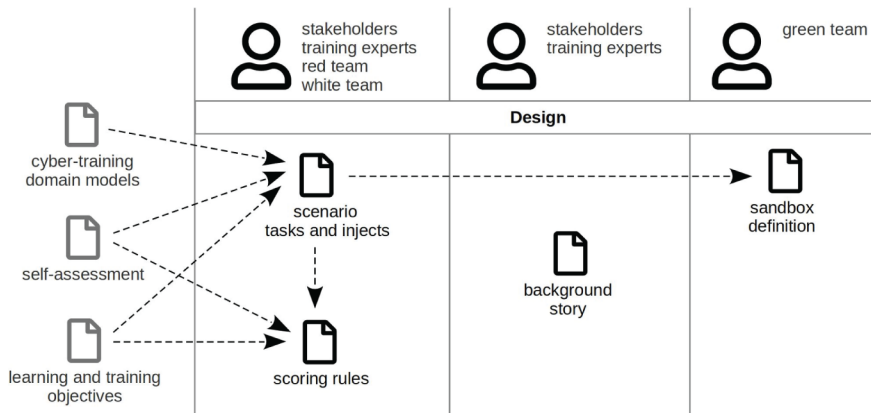 stakeholders
training experts
red team
white team
stakeholders
training experts
green team
Design
cyber-training
domain models
scenario
tasks and injects
sandbox
definition
self-assessment
background
story
learning and training
objectives
scoring rules